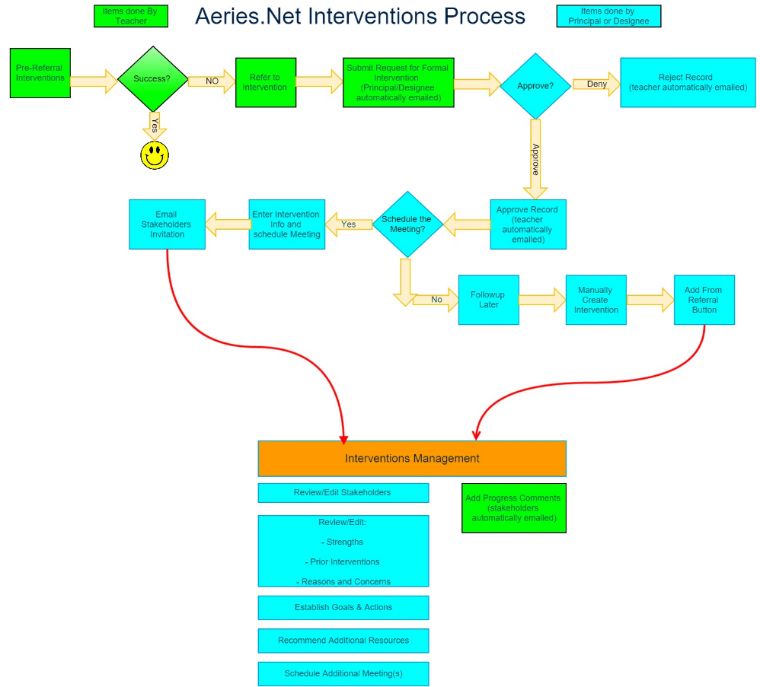 Items done By
Teacher
Aeries.Net Interventions Process
Items done by
Principal or Designee
Pre-Referral
Interventions
Success?
NO
Refer to
Intervention
Submit Request for Formal
Intervention
(Principal/Designee
automatically emailed)
Approve?
Deny
Reject Record
(teacher automatically emailed)
Yes
Approve
Email
Stakeholders
Invitation
Enter Intervention
Info and
schedule Meeting
Yes
Schedule the
Meeting?
Approve Record
(teacher
automatically
emailed)
No
Followup
Later
Manually
Create
Intervention
Add From
Referral
Button
Interventions Management
Review/Edit Stakeholders
Add Progress Comments
(stakeholders
automatically emailed)
Review/Edit:
- Strengths
- Prior Interventions
- Reasons and Concerns
Establish Goals & Actions
Recommend Additional Resources
Schedule Additional Meeting(s)